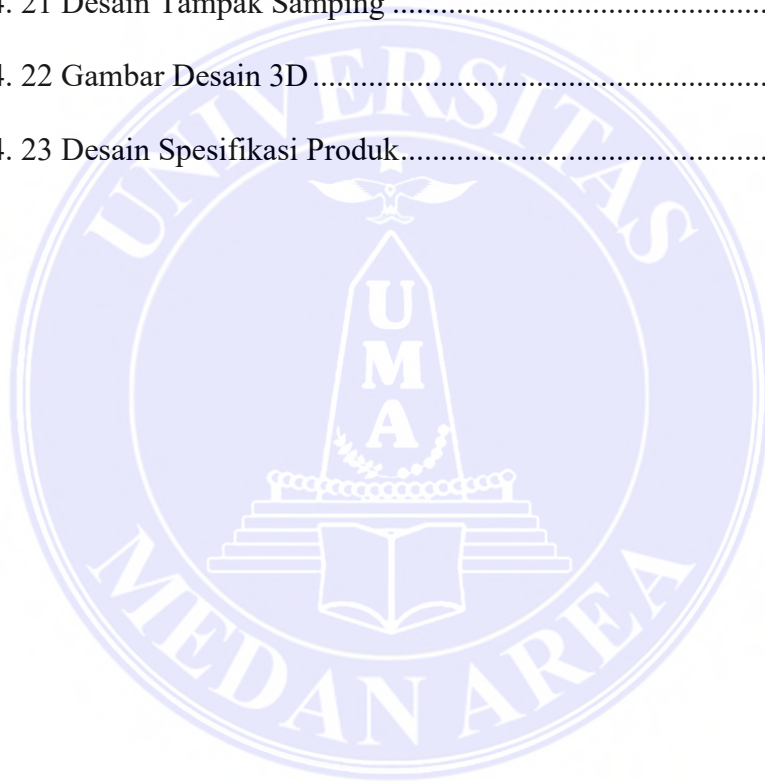 4. 21 Desain Tampak Samping ................................................
4. 22 Gambar Desain 3D ..........................................................
4. 23 Desain Spesifikasi Produk ...............................................
UNIVERSITAS
U
M
A
MEDAN AREA